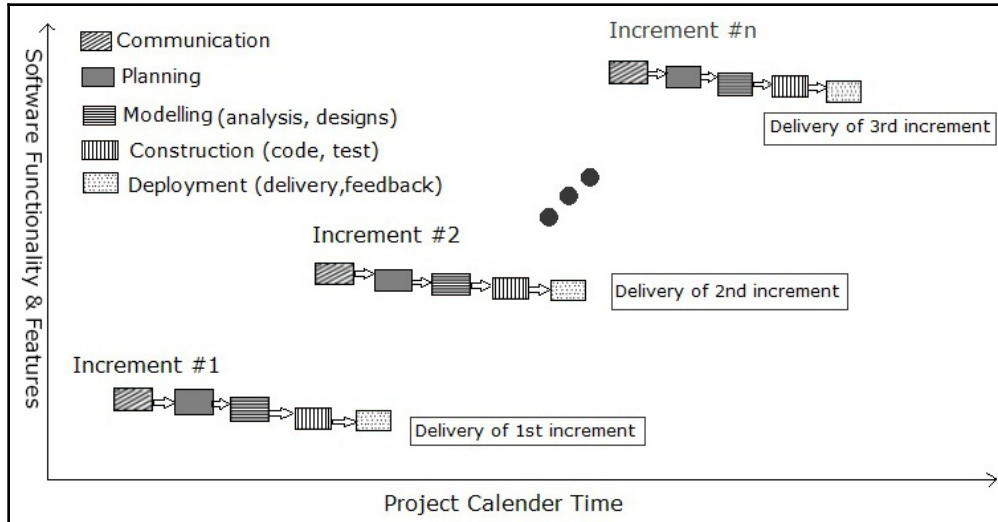 Software Functionality & Features
Communication
Planning
Modelling (analysis, designs)
Construction (code, test)
Deployment (delivery,feedback)
Increment #n
Delivery of 3rd increment
Increment #2
Delivery of 2nd increment
Increment #1
Delivery of 1st increment
Project Calender Time